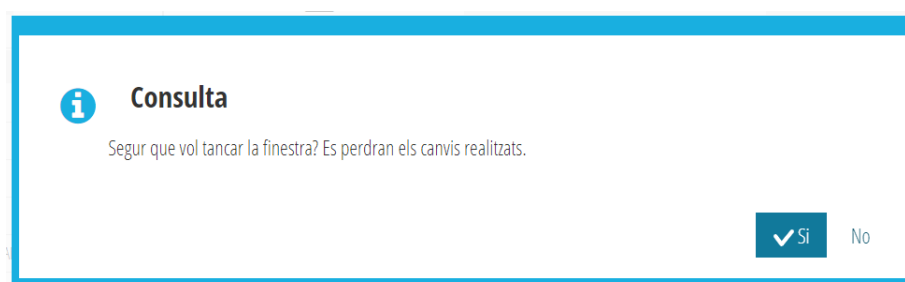 Consulta
Segur que vol tancar la finestra? Es perdran els canvis realitzats.
Si No